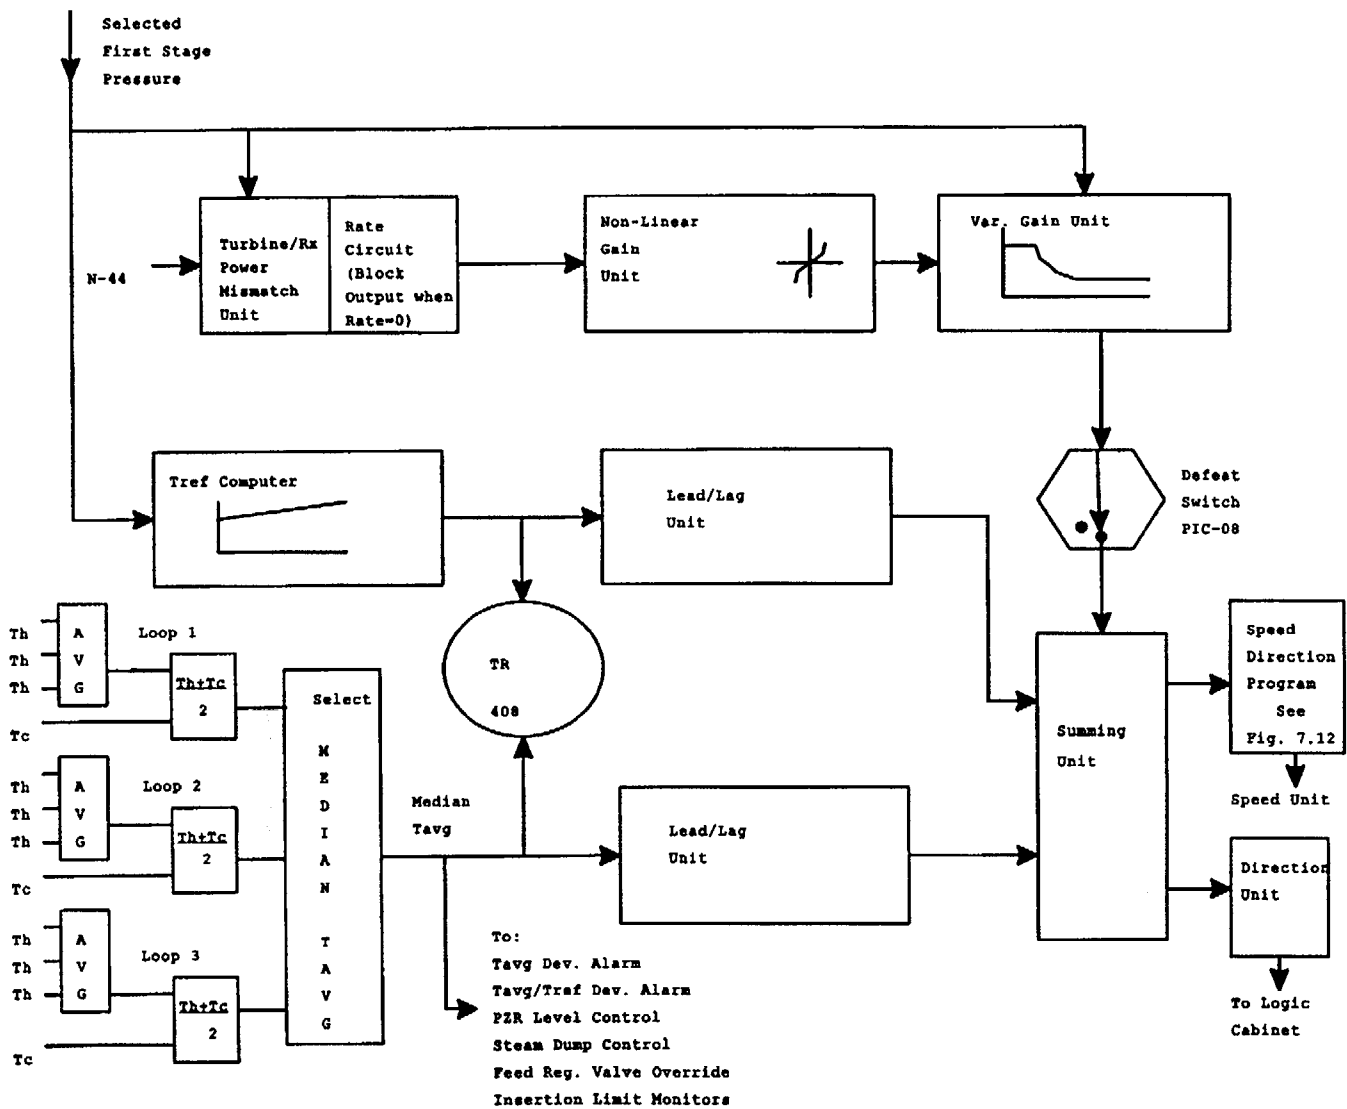 Selected
First Stage
Pressure
N-44
Turbine/Rx
Power
Mismatch
Unit
Rate
Circuit
(Block
Output when
Rate=0)
Non-Linear
Gain
Unit
Var. Gain Unit
Defeat
Switch
PIC-08
Tref Computer
Lead/Lag
Unit
TR
408
Th
Th
Th
Tc
A
V
G
Loop 1
Th+Tc
2
Th
Th
Th
Tc
A
V
G
Loop 2
Th+Tc
2
Th
Th
Th
Tc
A
V
G
Loop 3
Th+Tc
2
Select
M
E
D
I
A
N
T
A
V
G
Median
Tavg
Lead/Lag
Unit
To:
Tavg Dev. Alarm
Tavg/Tref Dev. Alarm
PZR Level Control
Steam Dump Control
Feed Reg. Valve Override
Insertion Limit Monitors
Summing
Unit
Speed
Direction
Program
See
Fig. 7.12
Speed Unit
Direction
Unit
To Logic
Cabinet